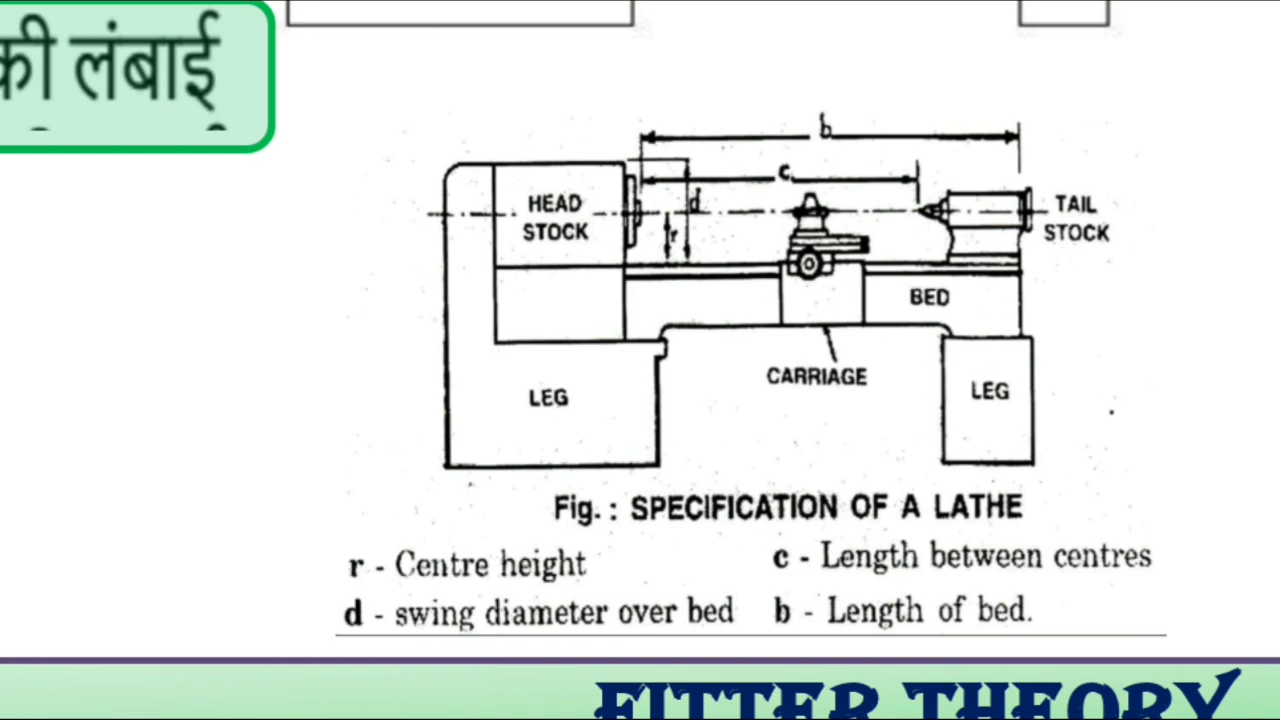 की लंबाई
b
c
d
HEAD
STOCK
r
TAIL
STOCK
BED
CARRIAGE
LEG
LEG
Fig. : SPECIFICATION OF A LATHE
r - Centre height
c - Length between centres
d - swing diameter over bed
b - Length of bed.
FITTER THEORY